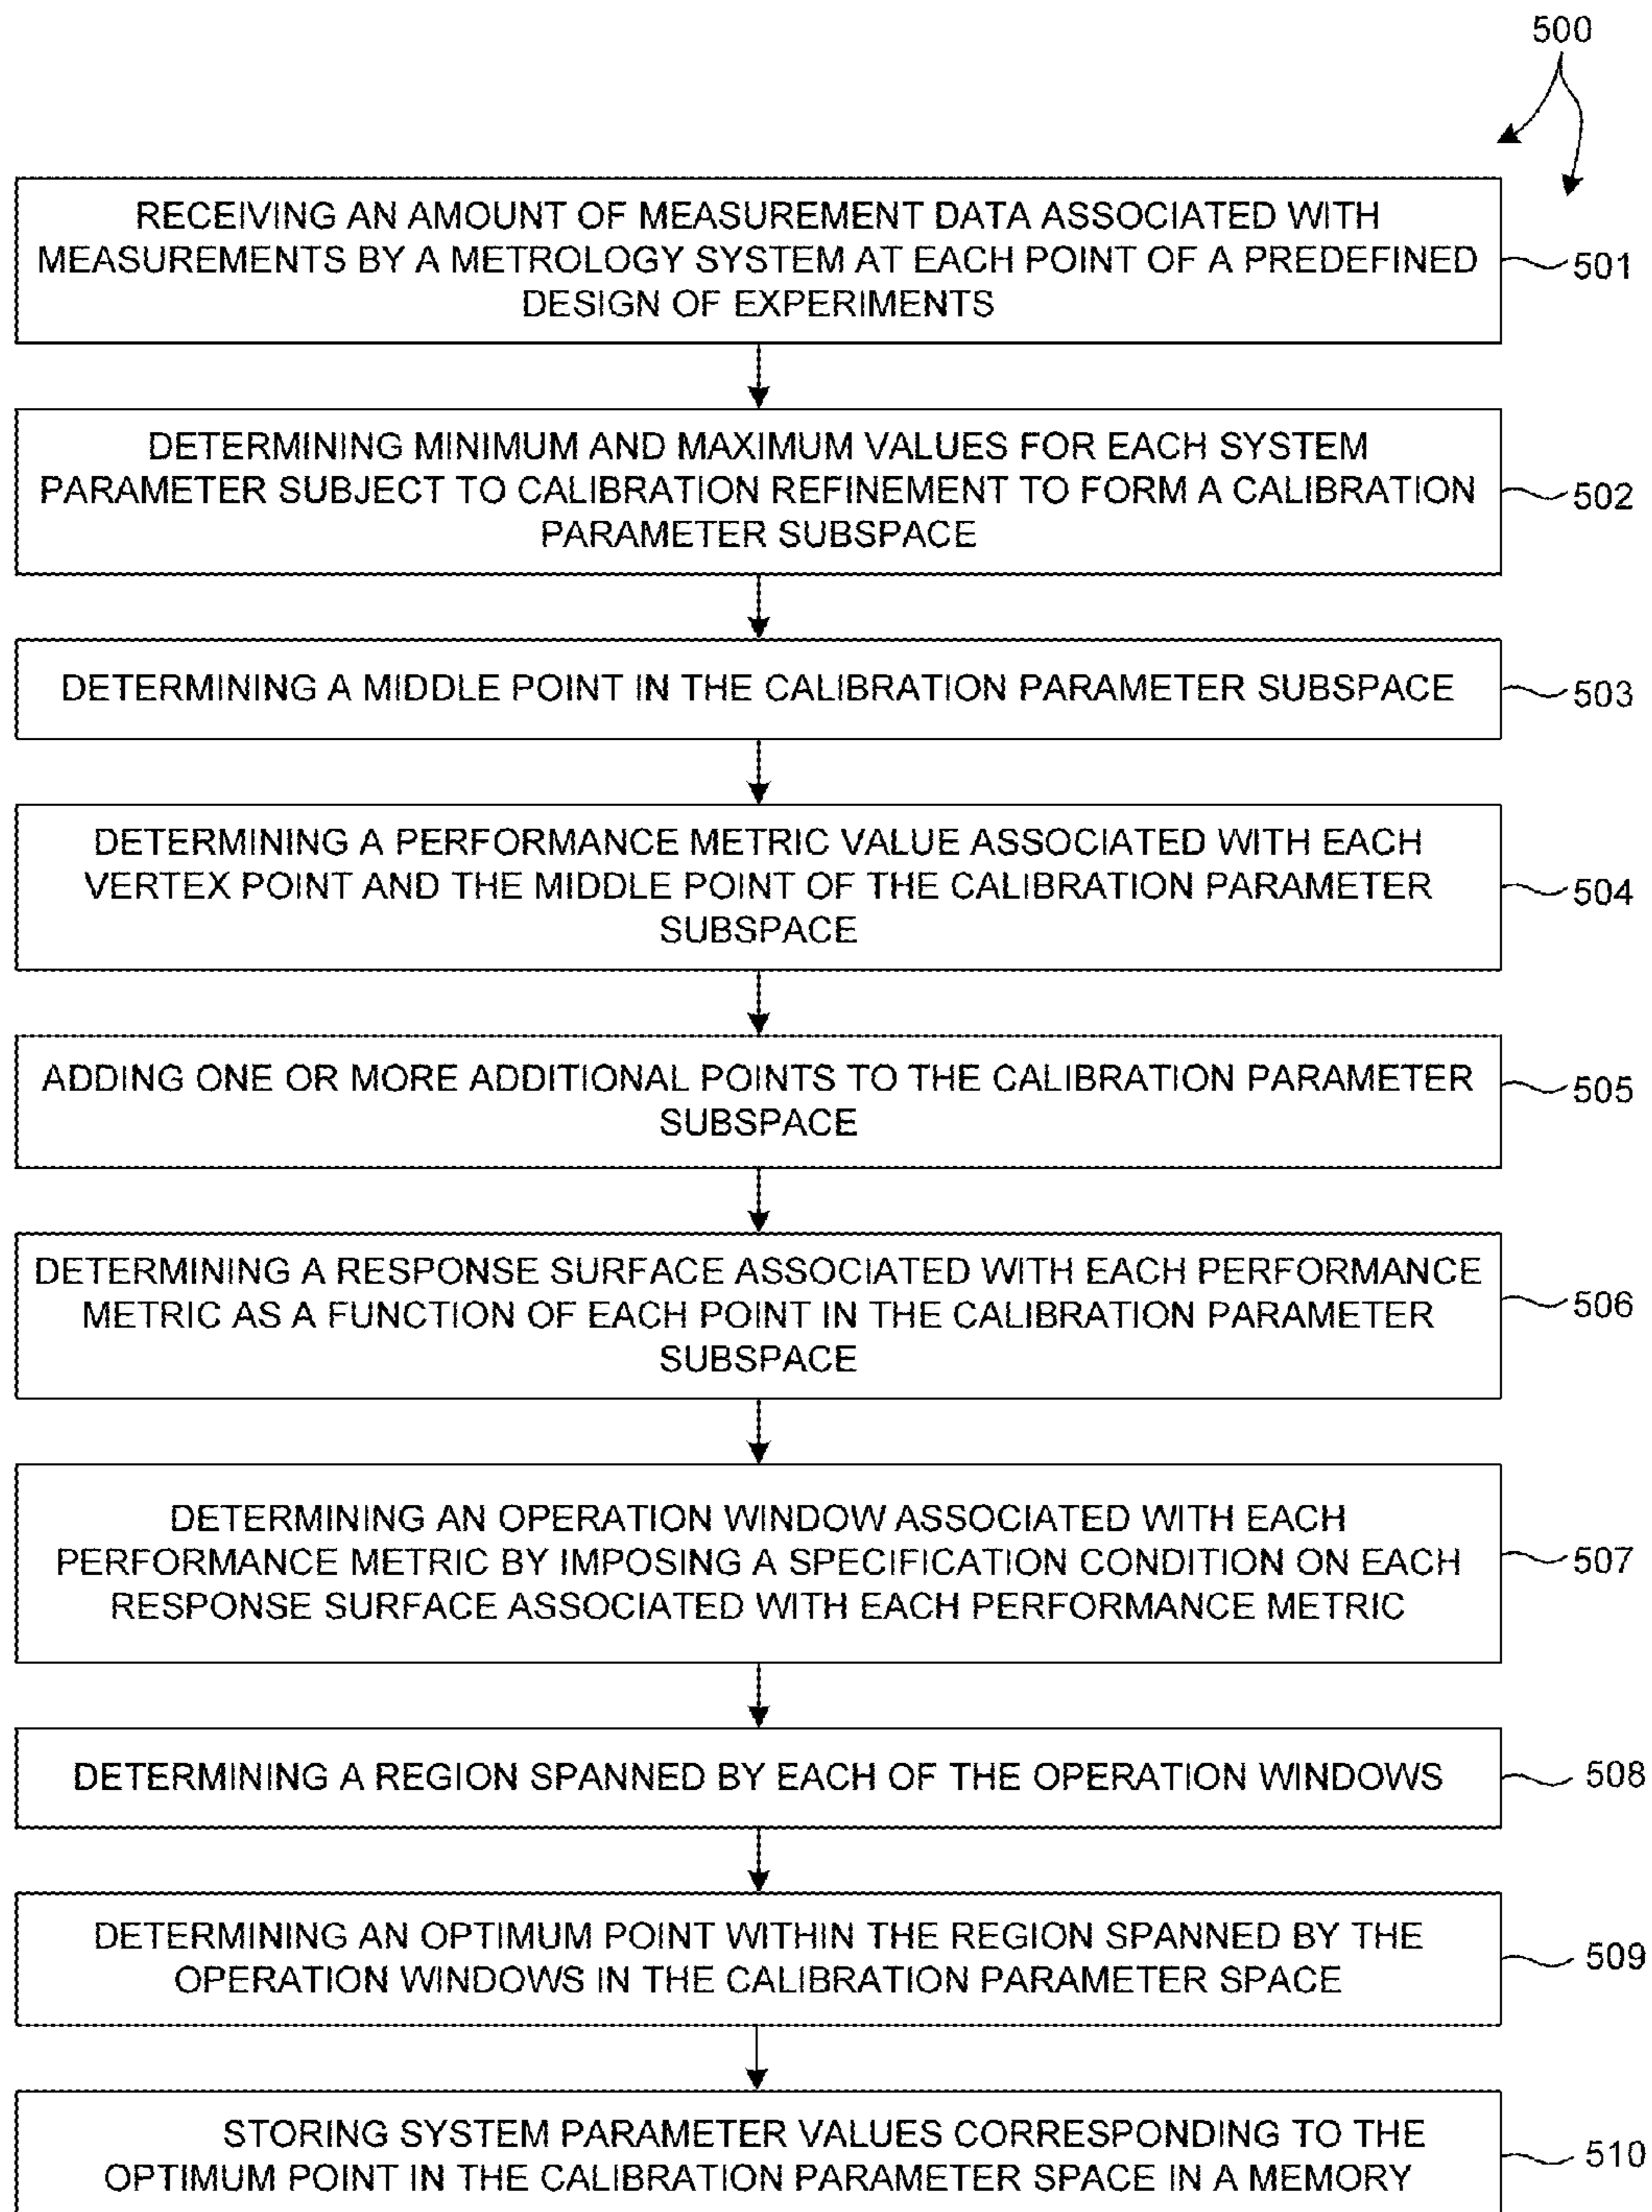 500
RECEIVING AN AMOUNT OF MEASUREMENT DATA ASSOCIATED WITH
MEASUREMENTS BY A METROLOGY SYSTEM AT EACH POINT OF A PREDEFINED
DESIGN OF EXPERIMENTS
501
DETERMINING MINIMUM AND MAXIMUM VALUES FOR EACH SYSTEM
PARAMETER SUBJECT TO CALIBRATION REFINEMENT TO FORM A CALIBRATION
PARAMETER SUBSPACE
502
DETERMINING A MIDDLE POINT IN THE CALIBRATION PARAMETER SUBSPACE
503
DETERMINING A PERFORMANCE METRIC VALUE ASSOCIATED WITH EACH
VERTEX POINT AND THE MIDDLE POINT OF THE CALIBRATION PARAMETER
SUBSPACE
504
ADDING ONE OR MORE ADDITIONAL POINTS TO THE CALIBRATION PARAMETER
SUBSPACE
505
DETERMINING A RESPONSE SURFACE ASSOCIATED WITH EACH PERFORMANCE
METRIC AS A FUNCTION OF EACH POINT IN THE CALIBRATION PARAMETER
SUBSPACE
506
DETERMINING AN OPERATION WINDOW ASSOCIATED WITH EACH
PERFORMANCE METRIC BY IMPOSING A SPECIFICATION CONDITION ON EACH
RESPONSE SURFACE ASSOCIATED WITH EACH PERFORMANCE METRIC
507
DETERMINING A REGION SPANNED BY EACH OF THE OPERATION WINDOWS
508
DETERMINING AN OPTIMUM POINT WITHIN THE REGION SPANNED BY THE
OPERATION WINDOWS IN THE CALIBRATION PARAMETER SPACE
509
STORING SYSTEM PARAMETER VALUES CORRESPONDING TO THE
OPTIMUM POINT IN THE CALIBRATION PARAMETER SPACE IN A MEMORY
510